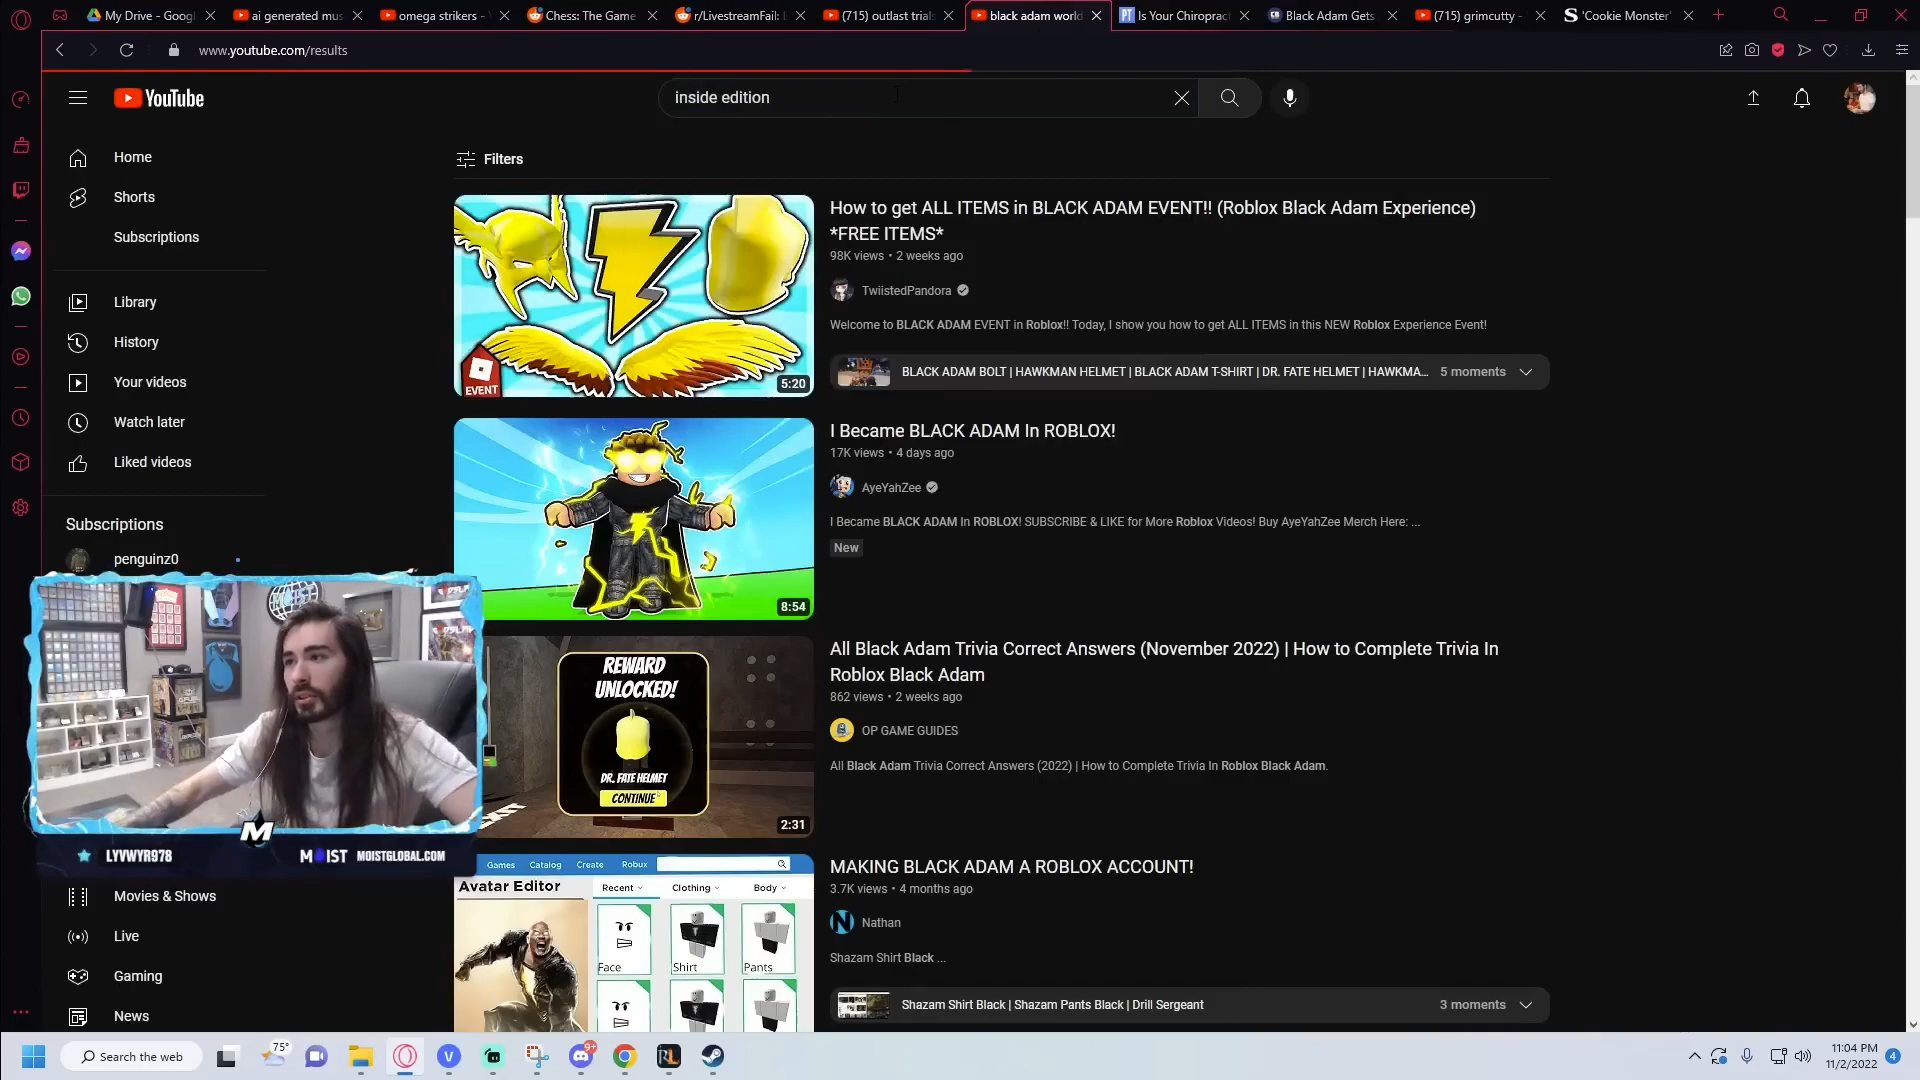 My Drive - Googl
ai generated mus
omega strikers -
Chess: The Game
r/LivestreamFail: L
(715) outlast trials
black adam world
Is Your Chiropract
Black Adam Gets
(715) grimcutty -
'Cookie Monster'
www.youtube.com/results
YouTube
inside edition
Home
Shorts
Subscriptions
Library
History
Your videos
Watch later
Liked videos
Subscriptions
penguinz0
Movies & Shows
Live
Gaming
News
Filters
How to get ALL ITEMS in BLACK ADAM EVENT!! (Roblox Black Adam Experience)
*FREE ITEMS*
98K views • 2 weeks ago
TwiistedPandora
Welcome to BLACK ADAM EVENT in Roblox!! Today, I show you how to get ALL ITEMS in this NEW Roblox Experience Event!
BLACK ADAM BOLT | HAWKMAN HELMET | BLACK ADAM T-SHIRT | DR. FATE HELMET | HAWKMA... 5 moments
EVENT
5:20
I Became BLACK ADAM In ROBLOX!
17K views • 4 days ago
AyeYahZee
I Became BLACK ADAM In ROBLOX! SUBSCRIBE & LIKE for More Roblox Videos! Buy AyeYahZee Merch Here: ...
New
8:54
All Black Adam Trivia Correct Answers (November 2022) | How to Complete Trivia In
Roblox Black Adam
862 views • 2 weeks ago
OP GAME GUIDES
All Black Adam Trivia Correct Answers (2022) | How to Complete Trivia In Roblox Black Adam.
REWARD
UNLOCKED!
DR. FATE HELMET
CONTINUE
2:31
MAKING BLACK ADAM A ROBLOX ACCOUNT!
3.7K views • 4 months ago
Nathan
Shazam Shirt Black ...
Shazam Shirt Black | Shazam Pants Black | Drill Sergeant 3 moments
Games Catalog Create Robux
Avatar Editor
Recent Clothing Body
Face Shirt Pants
M
LYVWYR978
MOIST MOISTGLOBAL.COM
Search the web
75°
9+
11:04 PM
11/2/2022
4